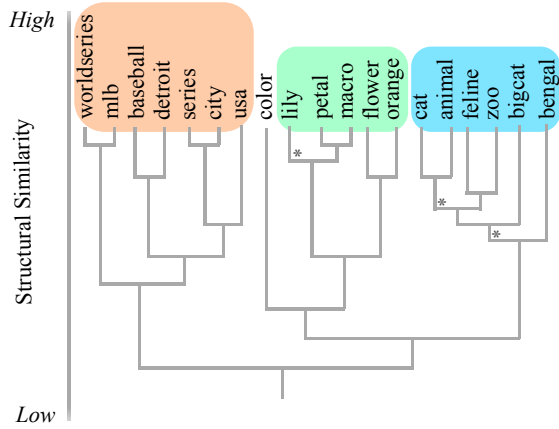 High
worldseries
mlb
baseball
detroit
series
city
usa
color
lily
petal
macro
flower
orange
cat
animal
feline
zoo
bigcat
bengal
Structural Similarity
*
*
*
Low